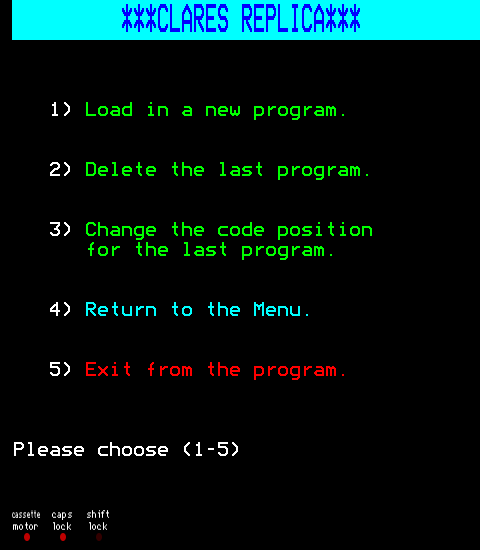 ***CLARES REPLICA***
1) Load in a new program.
2) Delete the last program.
3) Change the code position
for the last program.
4) Return to the Menu.
5) Exit from the program.
Please choose (1-5)
cassette caps shift
motor lock lock